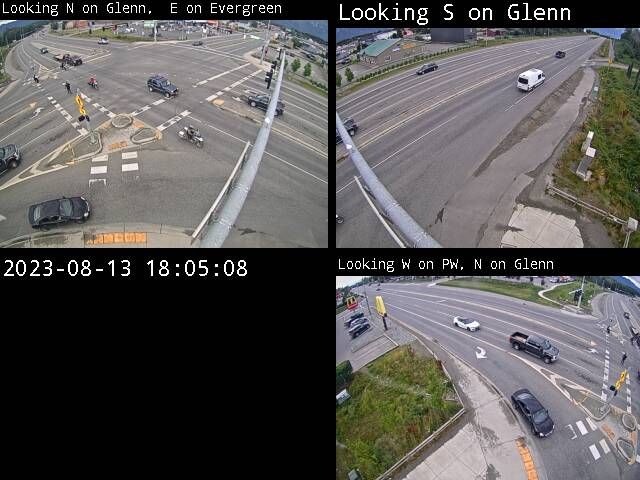 Looking N on Glenn, E on Evergreen
Looking S on Glenn
2023-08-13 18:05:08
Looking W on PW, N on Glenn